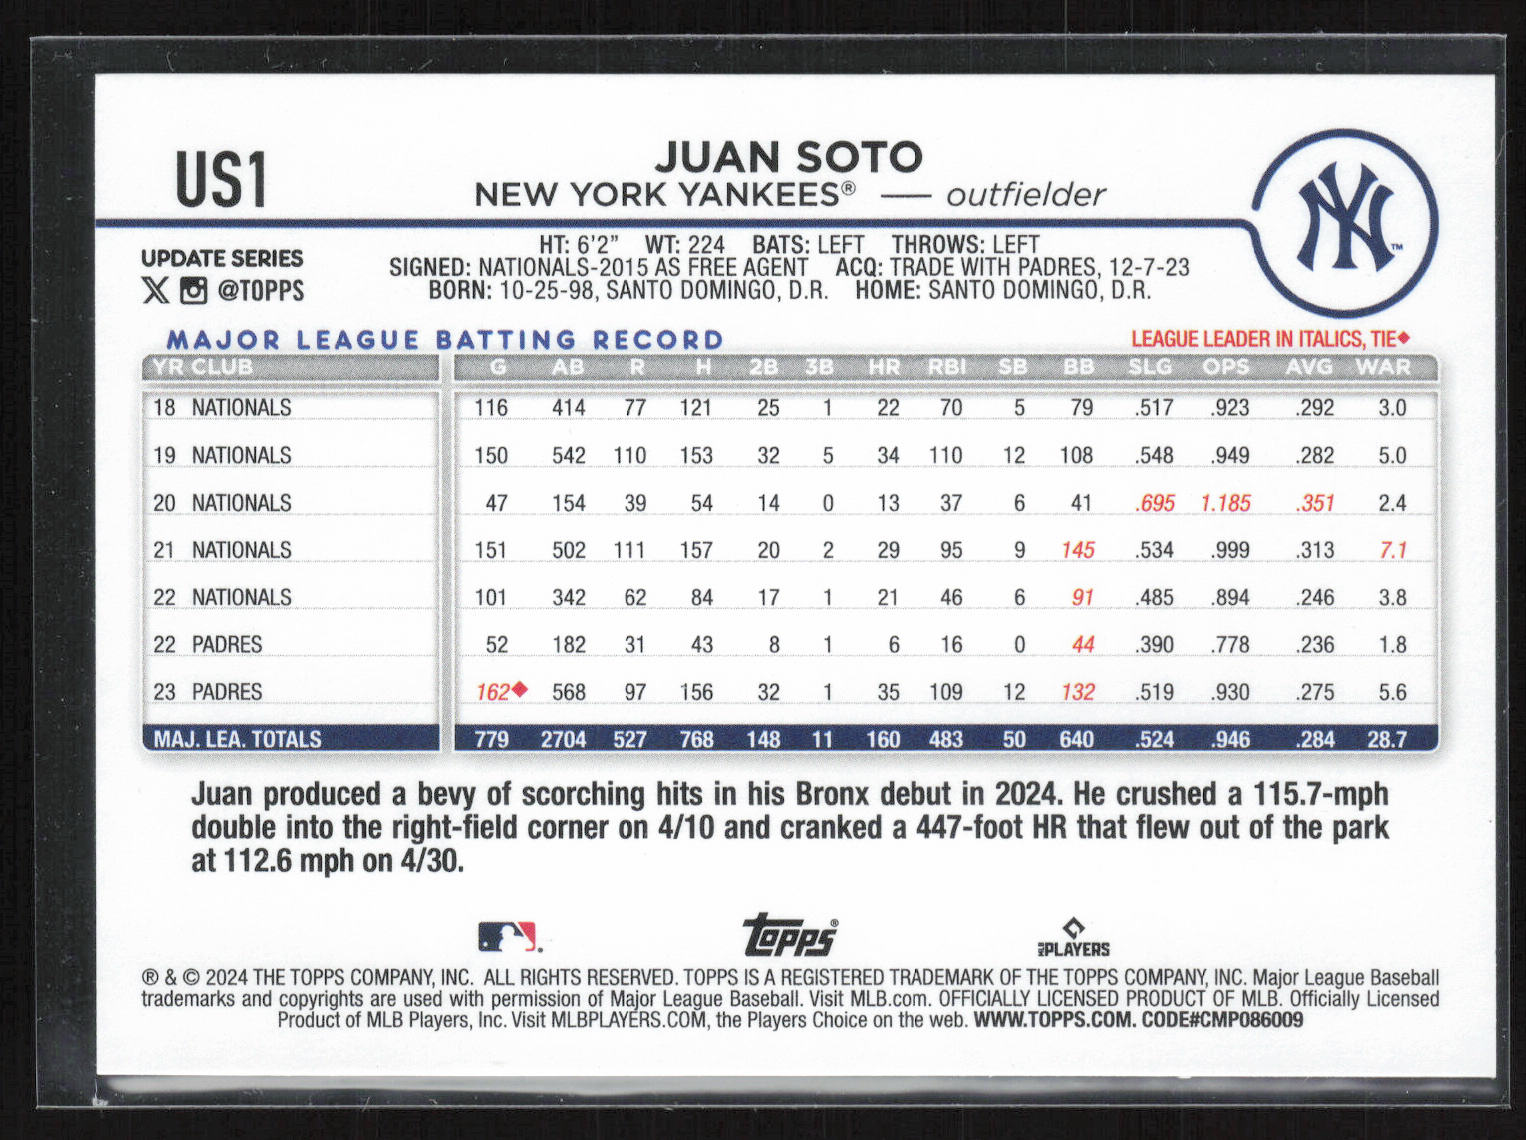 US1
JUAN SOTO
NEW YORK YANKEES® — outfielder
NY™
UPDATE SERIES
X @TOPPS
HT: 6'2” WT: 224 BATS: LEFT THROWS: LEFT
SIGNED: NATIONALS-2015 AS FREE AGENT ACQ: TRADE WITH PADRES, 12-7-23
BORN: 10-25-98, SANTO DOMINGO, D.R. HOME: SANTO DOMINGO, D.R.
MAJOR LEAGUE BATTING RECORD LEAGUE LEADER IN ITALICS, TIE◆
YR CLUB G AB R H 2B 3B HR RBI SB BB SLG OPS AVG WAR
18 NATIONALS 116 414 77 121 25 1 22 70 5 79 .517 .923 .292 3.0
19 NATIONALS 150 542 110 153 32 5 34 110 12 108 .548 .949 .282 5.0
20 NATIONALS 47 154 39 54 14 0 13 37 6 41 .695 1.185 .351 2.4
21 NATIONALS 151 502 111 157 20 2 29 95 9 145 .534 .999 .313 7.1
22 NATIONALS 101 342 62 84 17 1 21 46 6 91 .485 .894 .246 3.8
22 PADRES 52 182 31 43 8 1 6 16 0 44 .390 .778 .236 1.8
23 PADRES 162◆ 568 97 156 32 1 35 109 12 132 .519 .930 .275 5.6
MAJ. LEA. TOTALS 779 2704 527 768 148 11 160 483 50 640 .524 .946 .284 28.7
Juan produced a bevy of scorching hits in his Bronx debut in 2024. He crushed a 115.7-mph
double into the right-field corner on 4/10 and cranked a 447-foot HR that flew out of the park
at 112.6 mph on 4/30.
Topps® MLB PLAYERS
® & © 2024 THE TOPPS COMPANY, INC. ALL RIGHTS RESERVED. TOPPS IS A REGISTERED TRADEMARK OF THE TOPPS COMPANY, INC. Major League Baseball
trademarks and copyrights are used with permission of Major League Baseball. Visit MLB.com. OFFICIALLY LICENSED PRODUCT OF MLB. Officially Licensed
Product of MLB Players, Inc. Visit MLBPLAYERS.COM, the Players Choice on the web. WWW.TOPPS.COM. CODE#CMP086009